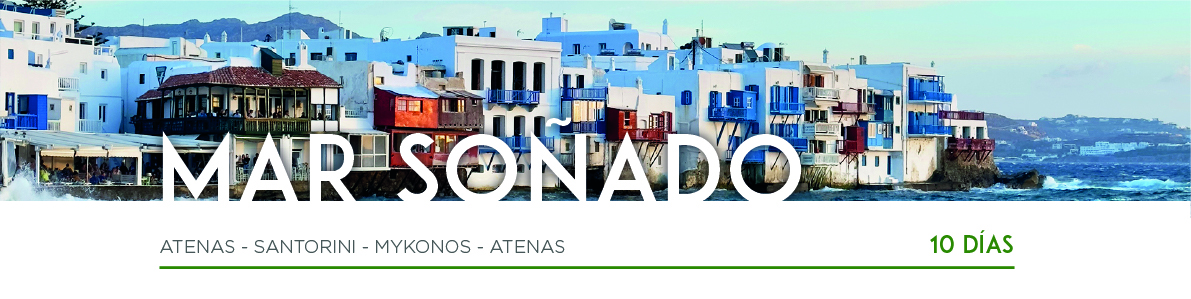 MAR SOÑADO
ATENAS - SANTORINI - MYKONOS - ATENAS
10 DÍAS